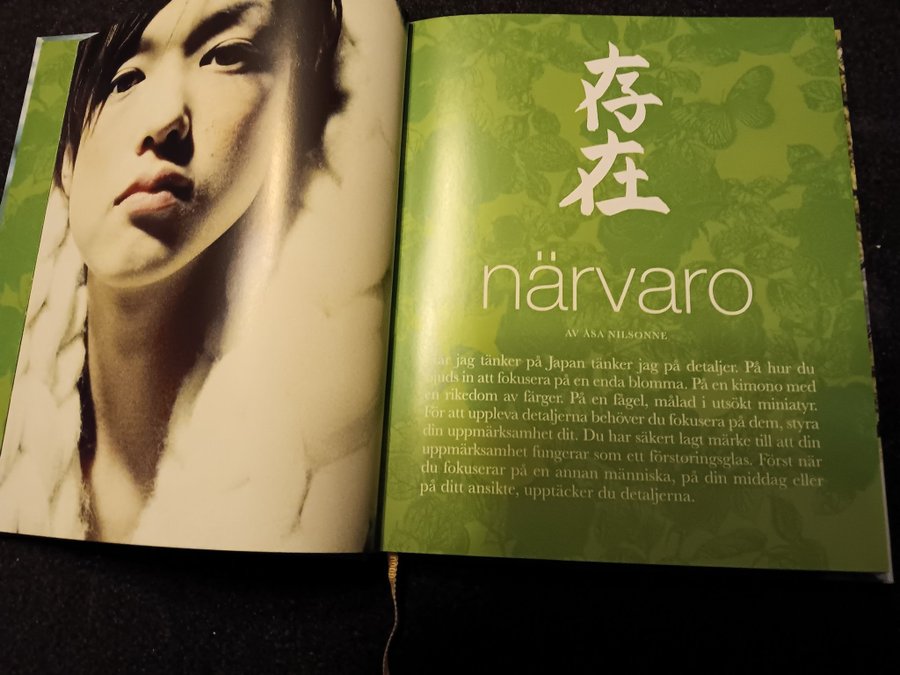 存
在
närvaro
AV ÅSA NILSONNE
När jag tänker på Japan tänker jag på detaljer. På hur du
bjuds in att fokusera på en enda blomma. På en kimono med
en rikedom av färger. På en fågel, målad i utsökt miniatyr.
För att uppleva detaljerna behöver du fokusera på dem, styra
din uppmärksamhet dit. Du har säkert lagt märke till att din
uppmärksamhet fungerar som ett förstoringsglas. Först när
du fokuserar på en annan människa, på din middag eller
på ditt ansikte, upptäcker du detaljerna.